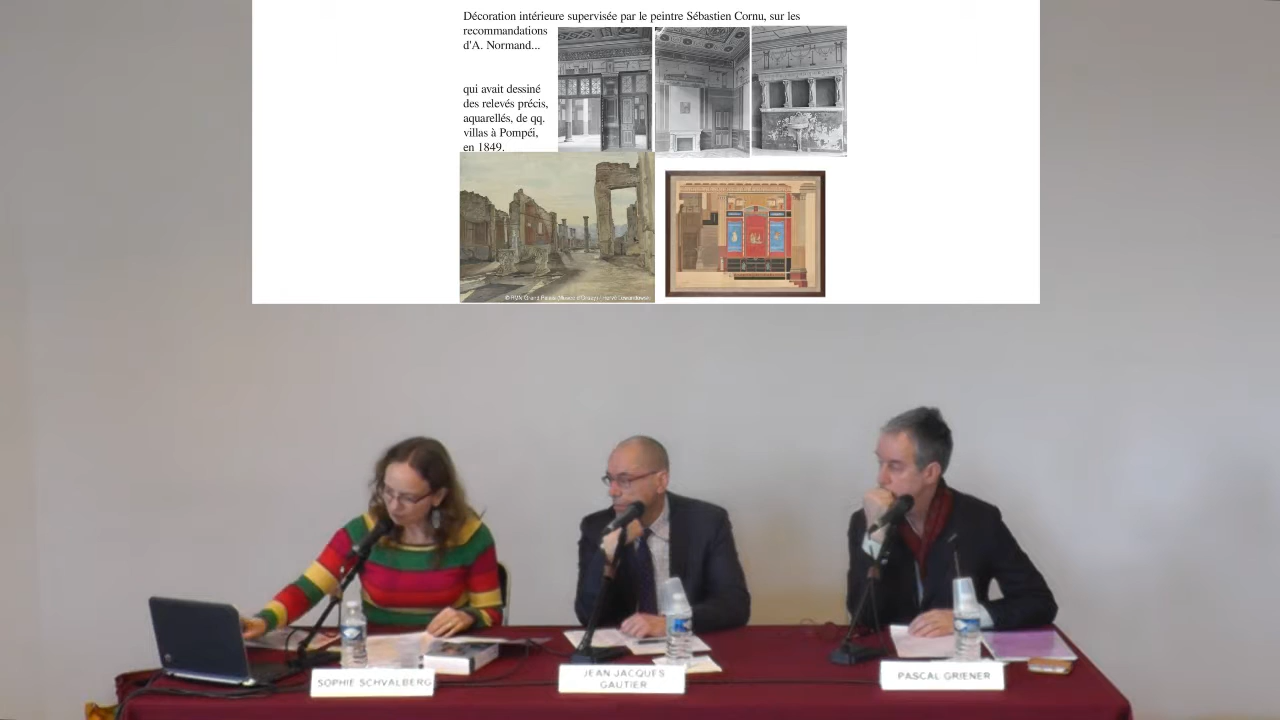 Décoration intérieure supervisée par le peintre Sébastien Cornu, sur les
recommandations
d'A. Normand...
qui avait dessiné
des relevés précis,
aquarellés, de qq.
villas à Pompéi,
en 1849.
SOPHIE SCHVALBERG
JEAN-JACQUES
GAUTIER
PASCAL GRIENER